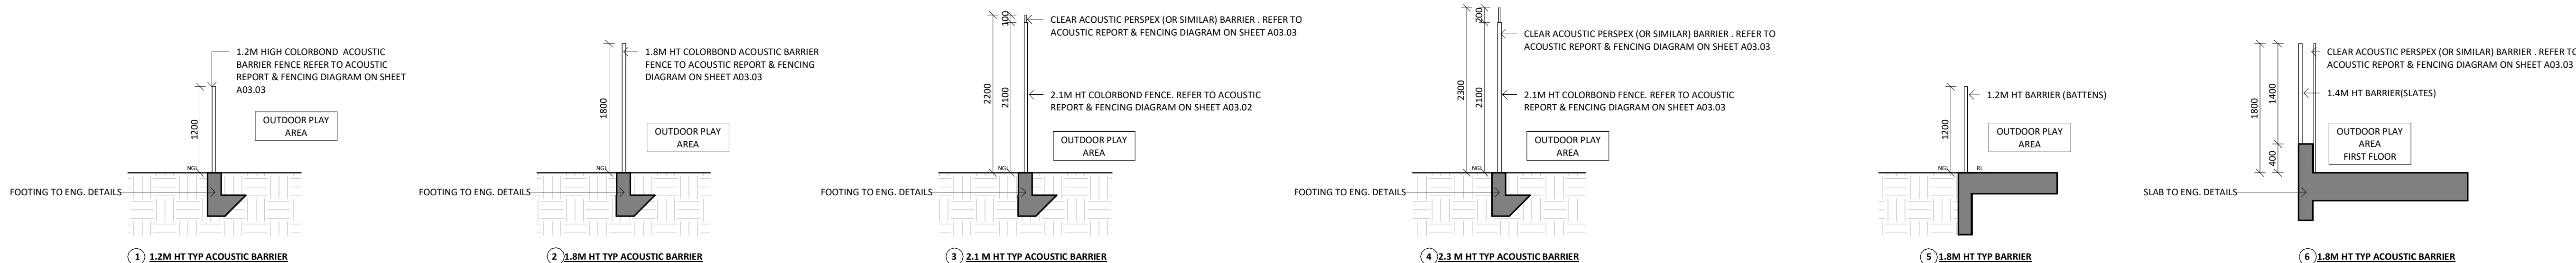 1.2M HIGH COLORBOND ACOUSTIC
BARRIER FENCE REFER TO ACOUSTIC
REPORT & FENCING DIAGRAM ON SHEET
A03.03
1200
OUTDOOR PLAY
AREA
NGL
FOOTING TO ENG. DETAILS
1 1.2M HT TYP ACOUSTIC BARRIER
1.8M HT COLORBOND ACOUSTIC BARRIER
FENCE TO ACOUSTIC REPORT & FENCING
DIAGRAM ON SHEET A03.03
1800
OUTDOOR PLAY
AREA
NGL
FOOTING TO ENG. DETAILS
2 1.8M HT TYP ACOUSTIC BARRIER
100
CLEAR ACOUSTIC PERSPEX (OR SIMILAR) BARRIER . REFER TO
ACOUSTIC REPORT & FENCING DIAGRAM ON SHEET A03.03
2200
2100
2.1M HT COLORBOND FENCE. REFER TO ACOUSTIC
REPORT & FENCING DIAGRAM ON SHEET A03.02
OUTDOOR PLAY
AREA
NGL
FOOTING TO ENG. DETAILS
3 2.1 M HT TYP ACOUSTIC BARRIER
200
CLEAR ACOUSTIC PERSPEX (OR SIMILAR) BARRIER . REFER TO
ACOUSTIC REPORT & FENCING DIAGRAM ON SHEET A03.03
2300
2100
2.1M HT COLORBOND FENCE. REFER TO ACOUSTIC
REPORT & FENCING DIAGRAM ON SHEET A03.03
OUTDOOR PLAY
AREA
NGL
FOOTING TO ENG. DETAILS
4 2.3 M HT TYP ACOUSTIC BARRIER
1.2M HT BARRIER (BATTENS)
1200
OUTDOOR PLAY
AREA
NGL
RL
5 1.8M HT TYP BARRIER
CLEAR ACOUSTIC PERSPEX (OR SIMILAR) BARRIER . REFER TO
ACOUSTIC REPORT & FENCING DIAGRAM ON SHEET A03.03
1800
1400
1.4M HT BARRIER(SLATES)
400
OUTDOOR PLAY
AREA
FIRST FLOOR
SLAB TO ENG. DETAILS
6 1.8M HT TYP ACOUSTIC BARRIER